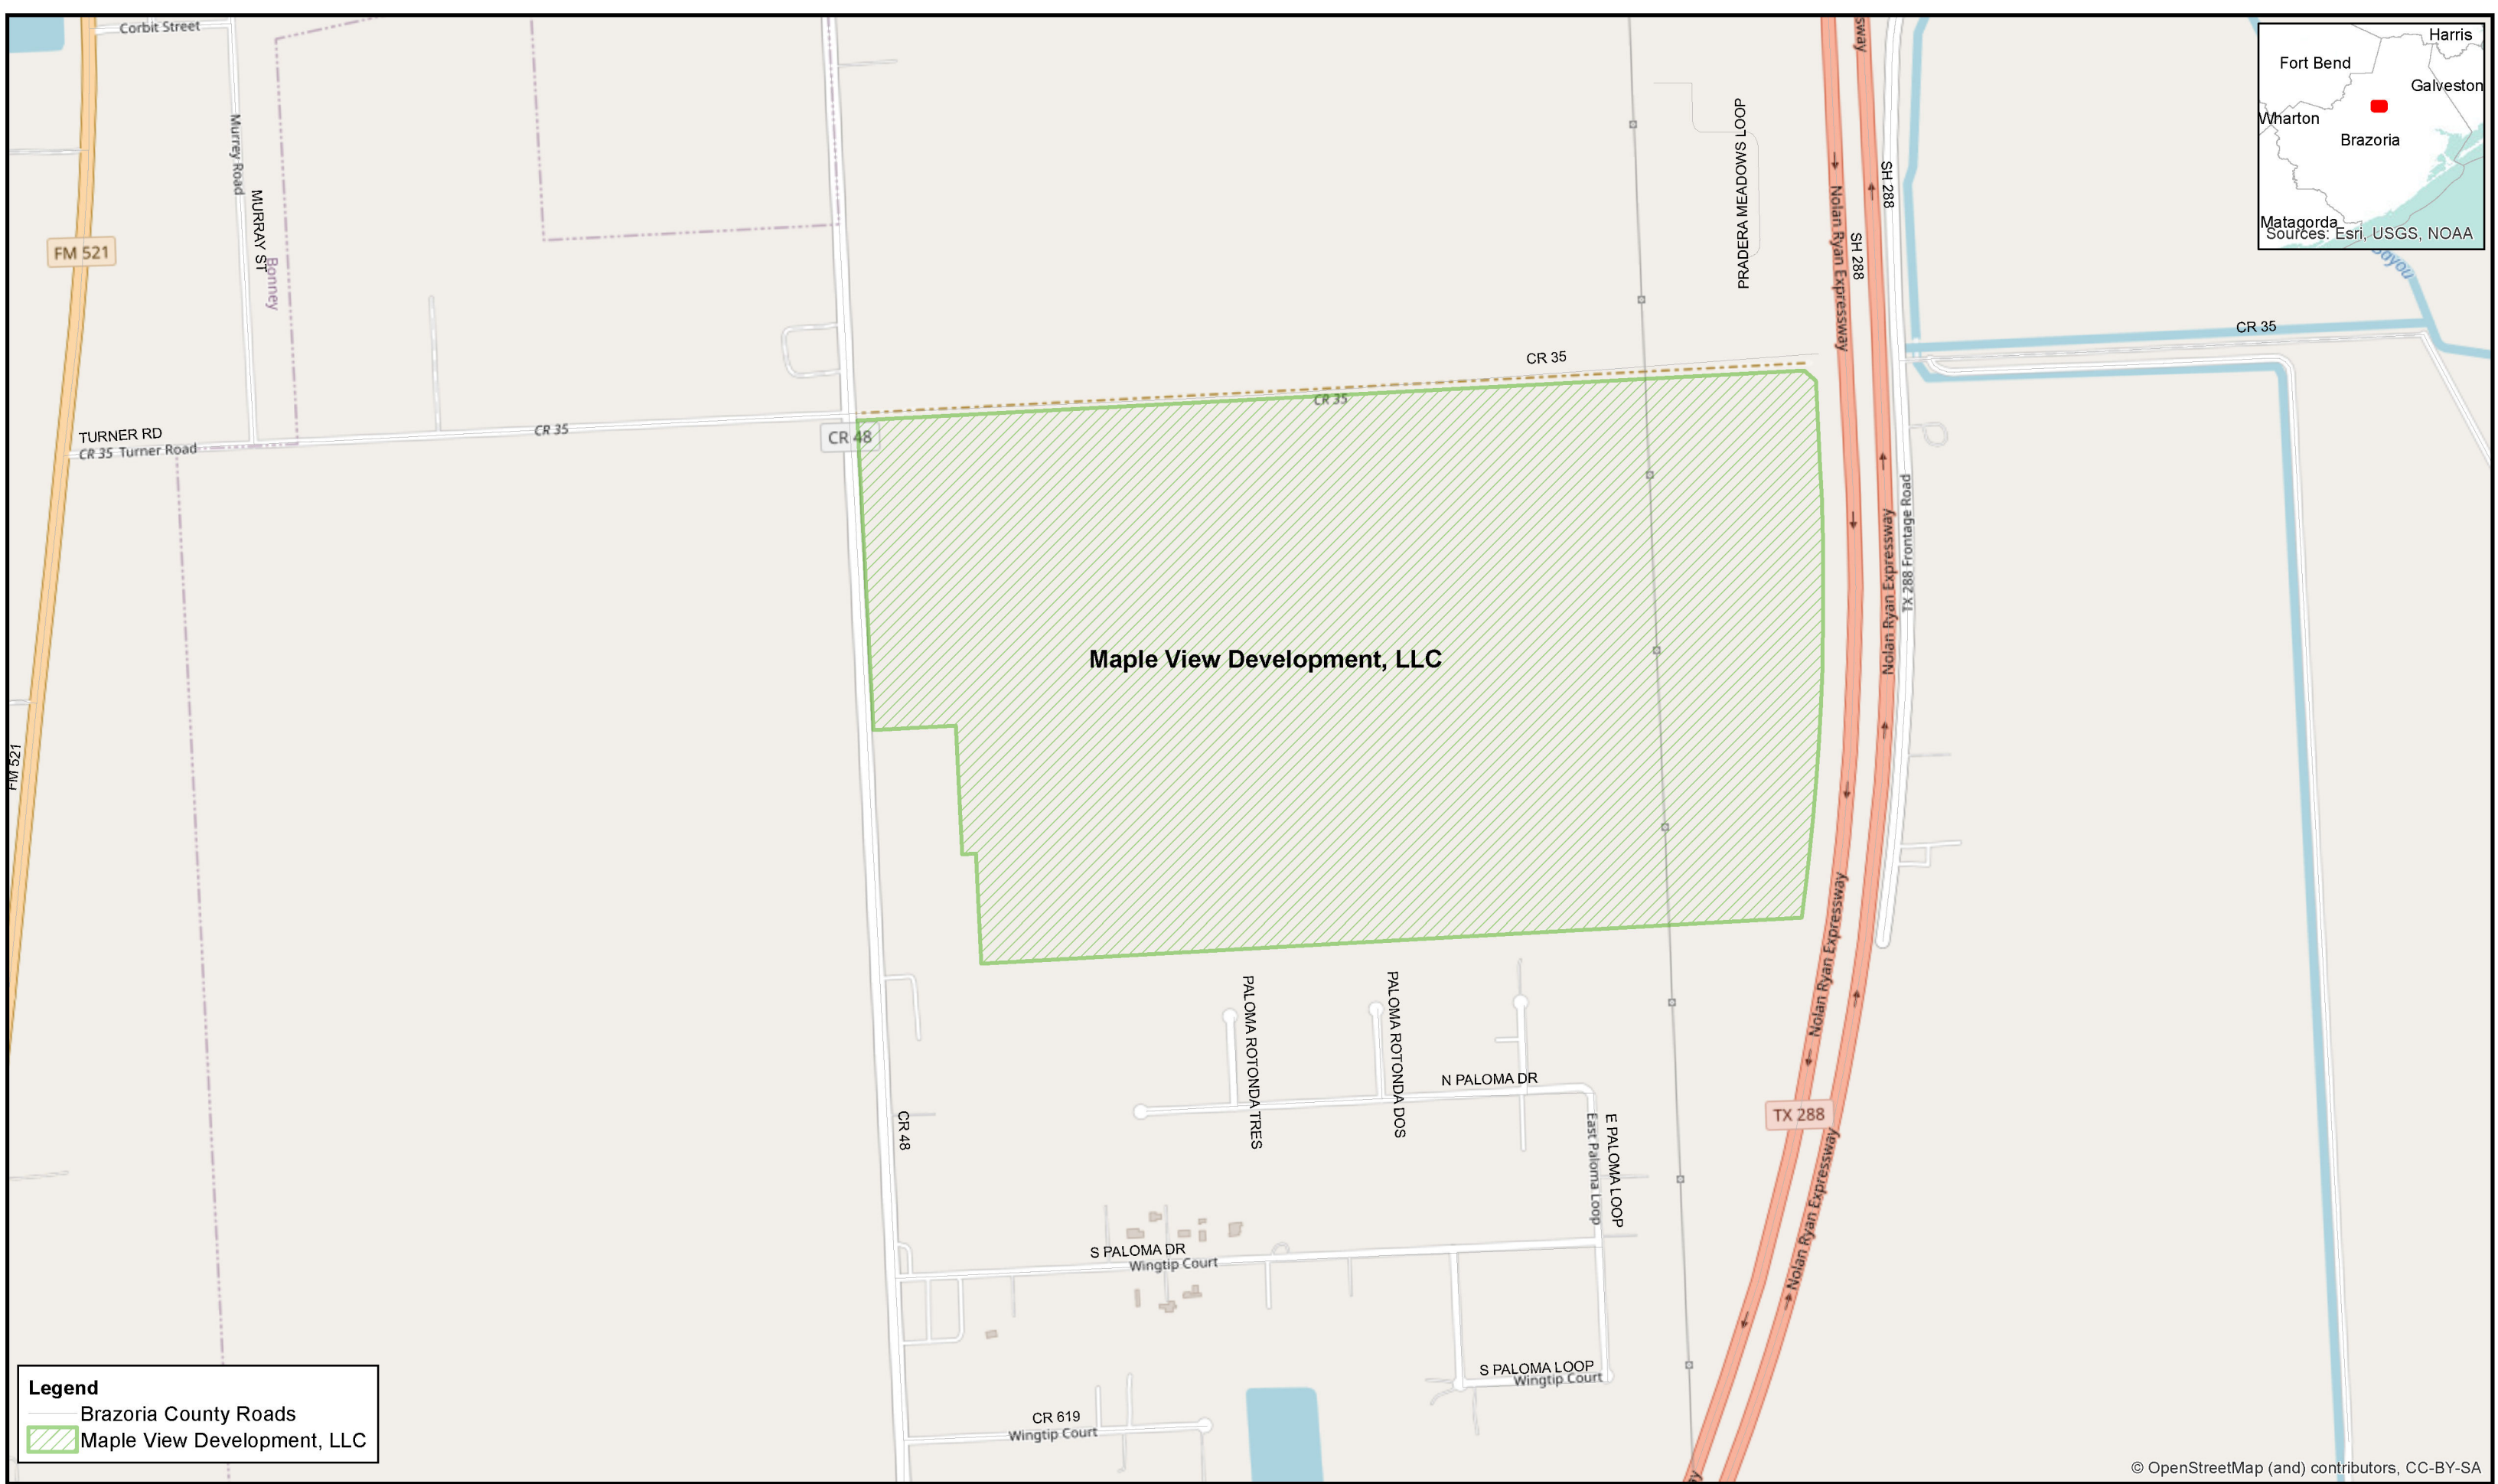 Corbit Street
Murrey Road
MURRAY ST
Bonney
FM 521
TURNER RD
CR 35 Turner Road
CR 35
CR 48
CR 35
CR 35
PRADERA MEADOWS LOOP
Nolan Ryan Expressway
SH 288
SH 288
CR 35
Harris
Fort Bend
Galveston
Wharton
Brazoria
Matagorda
Sources: Esri, USGS, NOAA
Bayou
Maple View Development, LLC
Nolan Ryan Expressway
TX 288 Frontage Road
FM 521
Nolan Ryan Expressway
PALOMA ROTONDA TRES
PALOMA ROTONDA DOS
N PALOMA DR
East Paloma Loop
E PALOMA LOOP
TX 288
Nolan Ryan Expressway
CR 48
S PALOMA DR
Wingtip Court
S PALOMA LOOP
Wingtip Court
CR 619
Wingtip Court
Legend
Brazoria County Roads
Maple View Development, LLC
© OpenStreetMap (and) contributors, CC-BY-SA